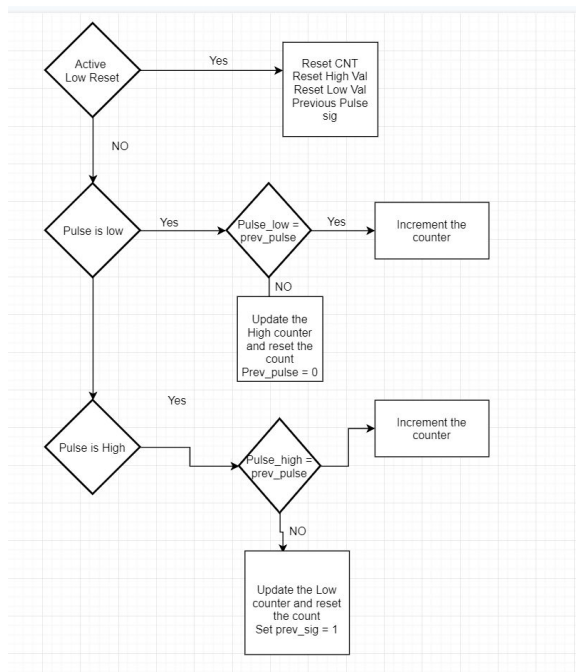 Active
Low Reset
Yes
Reset CNT
Reset High Val
Reset Low Val
Previous Pulse
sig
NO
Pulse is low
Yes
Pulse_low =
prev_pulse
Yes
Increment the
counter
NO
Update the
High counter
and reset the
count
Prev_pulse = 0
Yes
Pulse is High
Pulse_high =
prev_pulse
Increment the
counter
NO
Update the Low
counter and reset
the count
Set prev_sig = 1